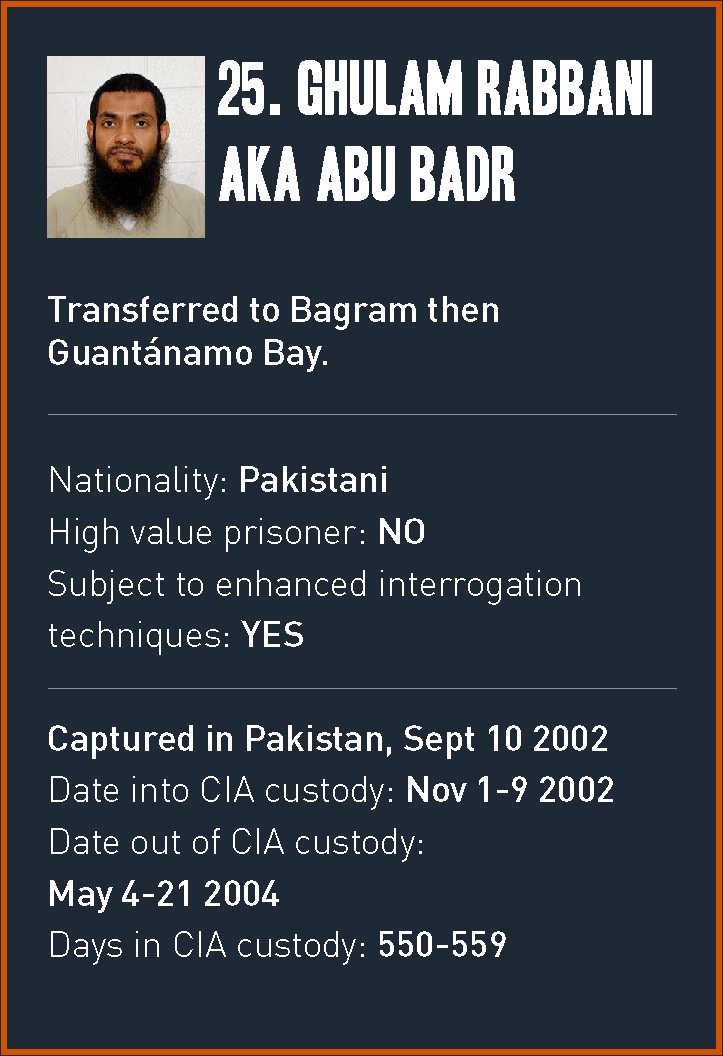 25. GHULAM RABBANI
AKA ABU BADR
Transferred to Bagram then
Guantánamo Bay.
Nationality: Pakistani
High value prisoner: NO
Subject to enhanced interrogation
techniques: YES
Captured in Pakistan, Sept 10 2002
Date into CIA custody: Nov 1-9 2002
Date out of CIA custody:
May 4-21 2004
Days in CIA custody: 550-559